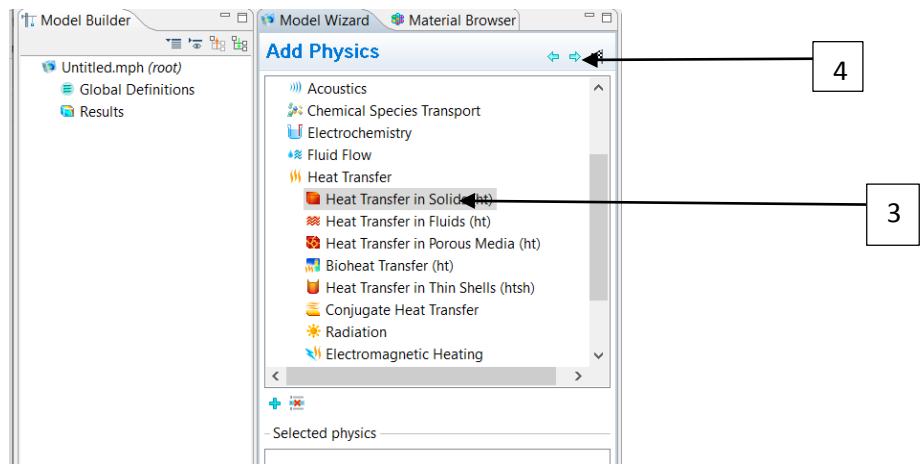 Model Builder
Untitled.mph (root)
Global Definitions
Results
Model Wizard
Material Browser
Add Physics
Acoustics
Chemical Species Transport
Electrochemistry
Fluid Flow
Heat Transfer
Heat Transfer in Solids (ht)
Heat Transfer in Fluids (ht)
Heat Transfer in Porous Media (ht)
Bioheat Transfer (ht)
Heat Transfer in Thin Shells (htsh)
Conjugate Heat Transfer
Radiation
Electromagnetic Heating
Selected physics
4
3